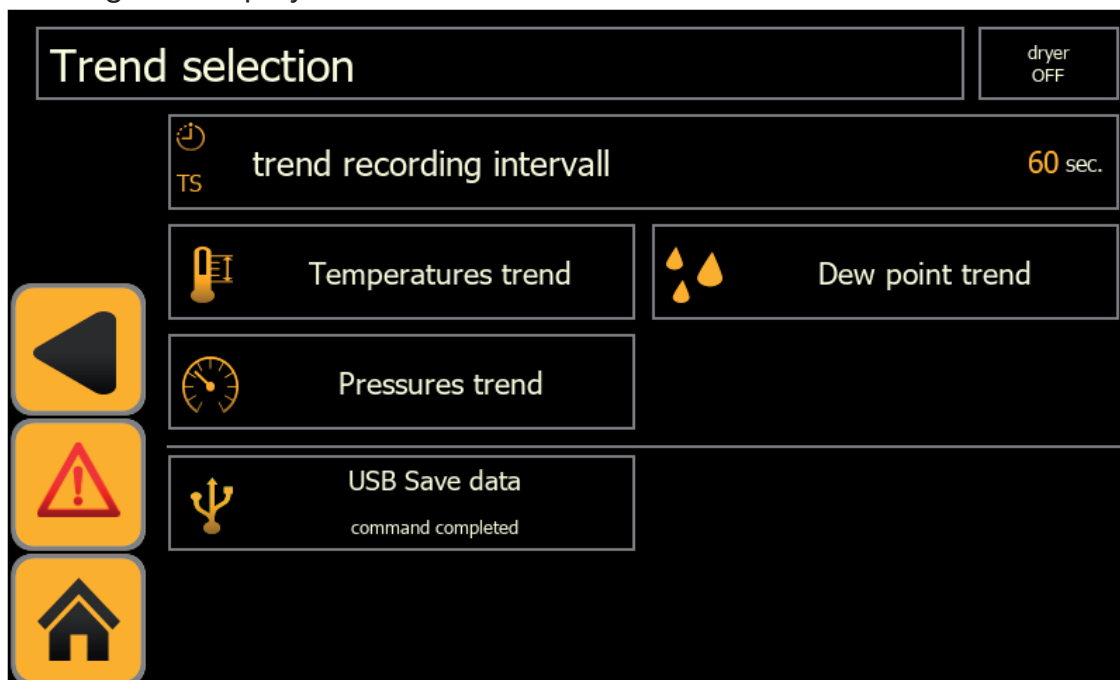 Trend selection
dryer
OFF
TS
trend recording intervall
60 sec.
Temperatures trend
Dew point trend
Pressures trend
USB Save data
command completed